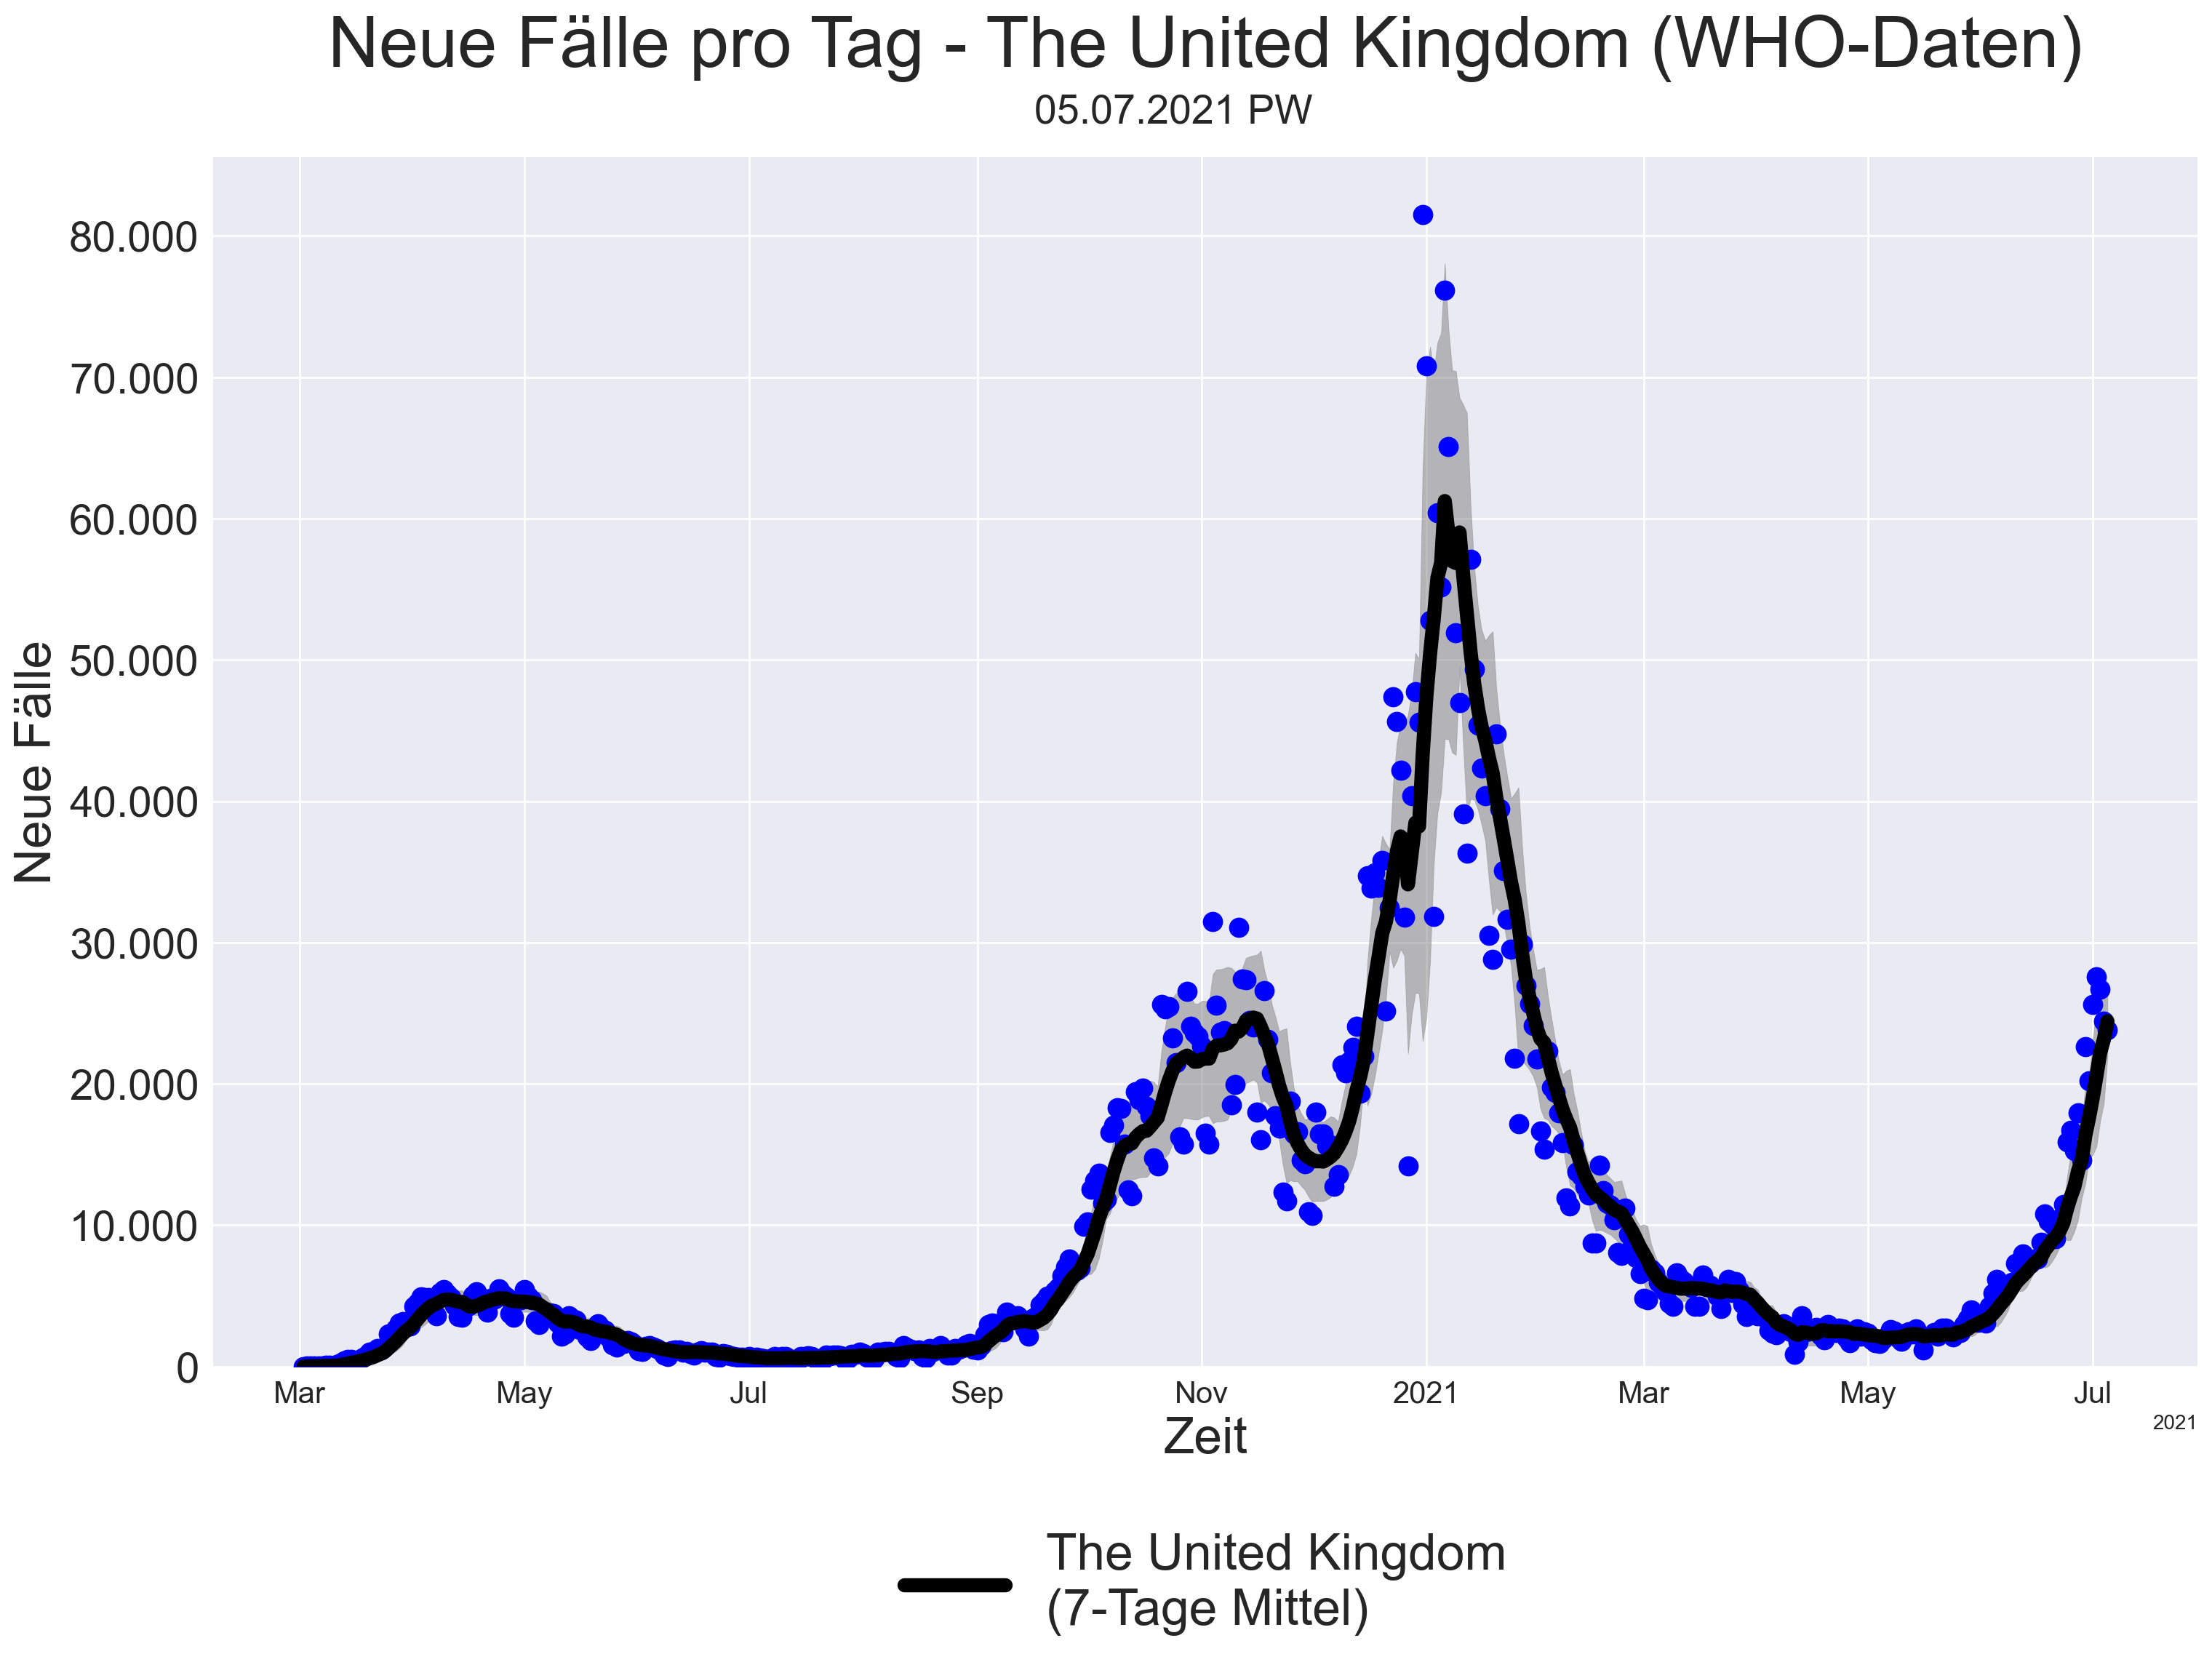 Neue Fälle pro Tag - The United Kingdom (WHO-Daten)
05.07.2021 PW
Neue Fälle
80.000
70.000
60.000
50.000
40.000
30.000
20.000
10.000
0
Mar May Jul Sep Nov 2021 Mar May Jul
2021
Zeit
The United Kingdom
(7-Tage Mittel)